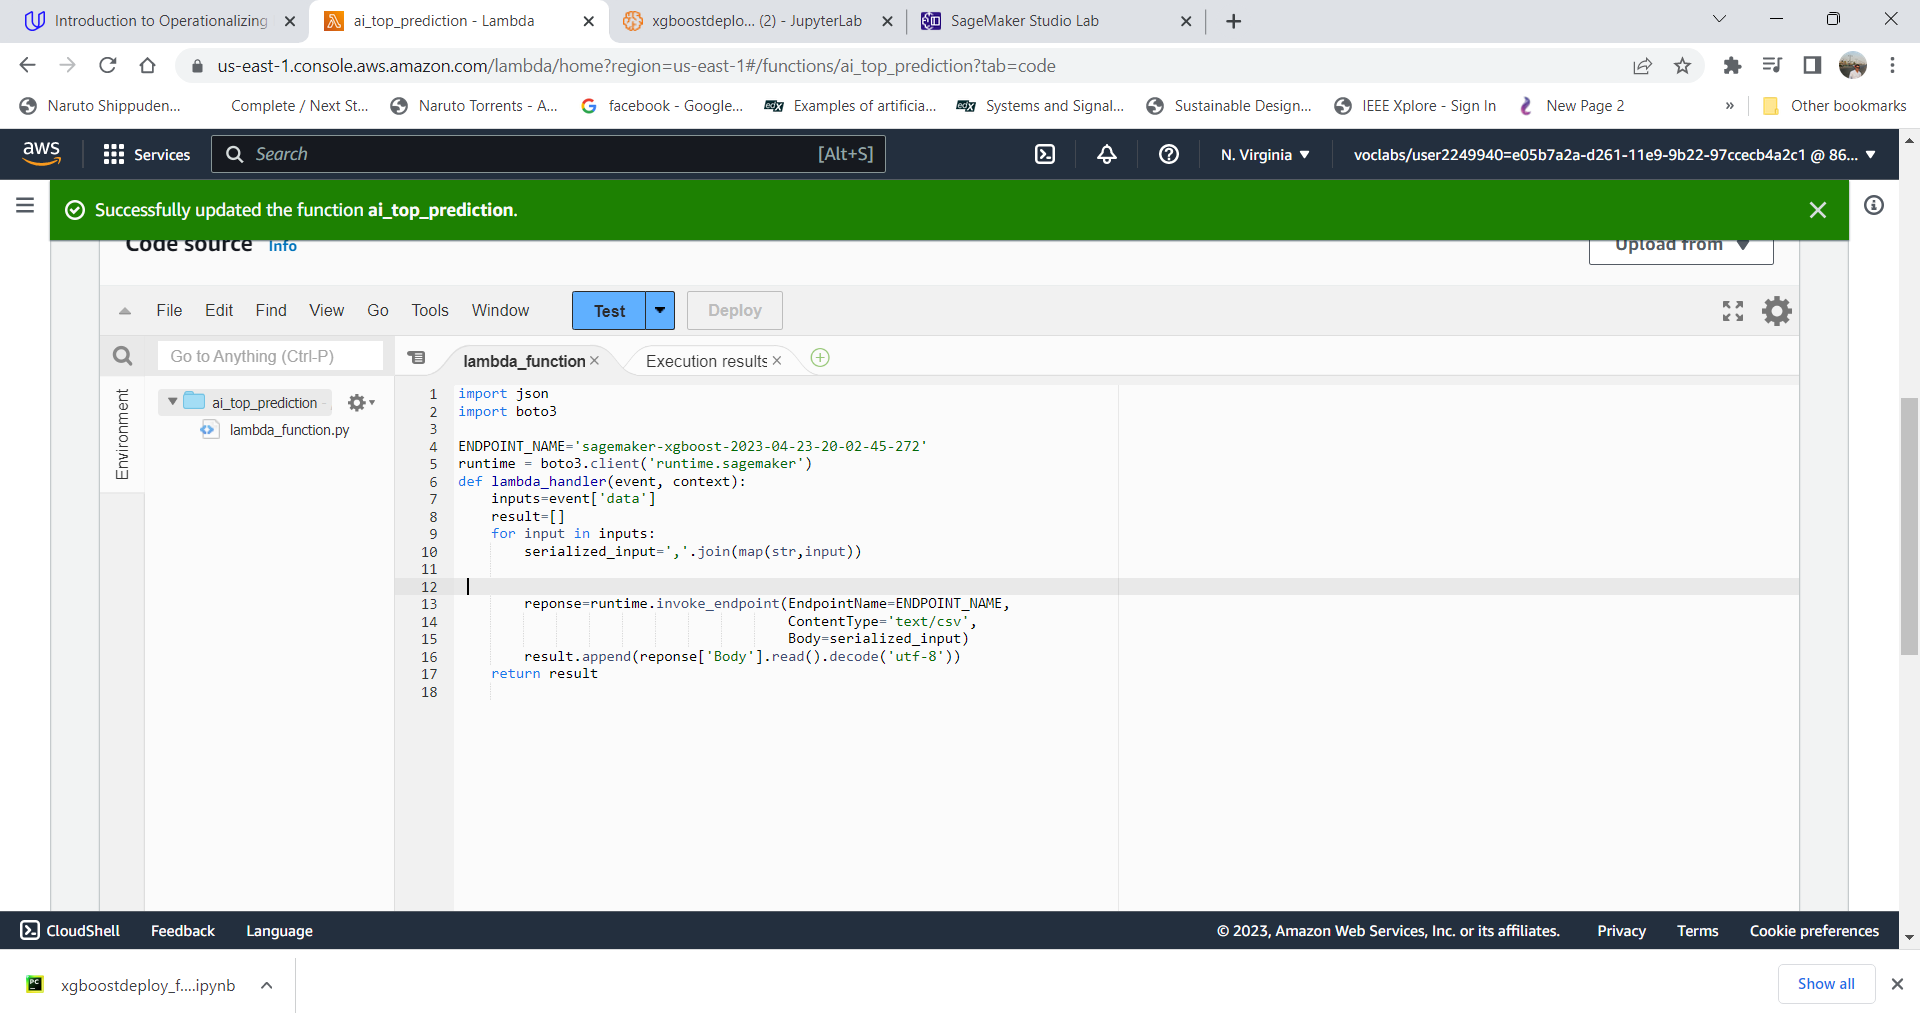 Introduction to Operationalizing
ai_top_prediction - Lambda
xgboostdeplo... (2) - JupyterLab
SageMaker Studio Lab
us-east-1.console.aws.amazon.com/lambda/home?region=us-east-1#/functions/ai_top_prediction?tab=code
Naruto Shippuden...
Complete / Next St...
Naruto Torrents - A...
facebook - Google...
edX
Examples of artificia...
edX
Systems and Signal...
Sustainable Design...
IEEE Xplore - Sign In
New Page 2
»
Other bookmarks
aws
Services
Search
[Alt+S]
N. Virginia
voclabs/user2249940=e05b7a2a-d261-11e9-9b22-97ccecb4a2c1 @ 86...
Successfully updated the function ai_top_prediction.
Code source Info
Upload from
File Edit Find View Go Tools Window
Test
Deploy
Go to Anything (Ctrl-P)
lambda_function
Execution results
Environment
ai_top_prediction
lambda_function.py
1 import json
2 import boto3
3
4 ENDPOINT_NAME='sagemaker-xgboost-2023-04-23-20-02-45-272'
5 runtime = boto3.client('runtime.sagemaker')
6 def lambda_handler(event, context):
7 inputs=event['data']
8 result=[]
9 for input in inputs:
10 serialized_input=','.join(map(str,input))
11
12
13 reponse=runtime.invoke_endpoint(EndpointName=ENDPOINT_NAME,
14 ContentType='text/csv',
15 Body=serialized_input)
16 result.append(reponse['Body'].read().decode('utf-8'))
17 return result
18
CloudShell
Feedback
Language
© 2023, Amazon Web Services, Inc. or its affiliates.
Privacy
Terms
Cookie preferences
PC
xgboostdeploy_f....ipynb
Show all